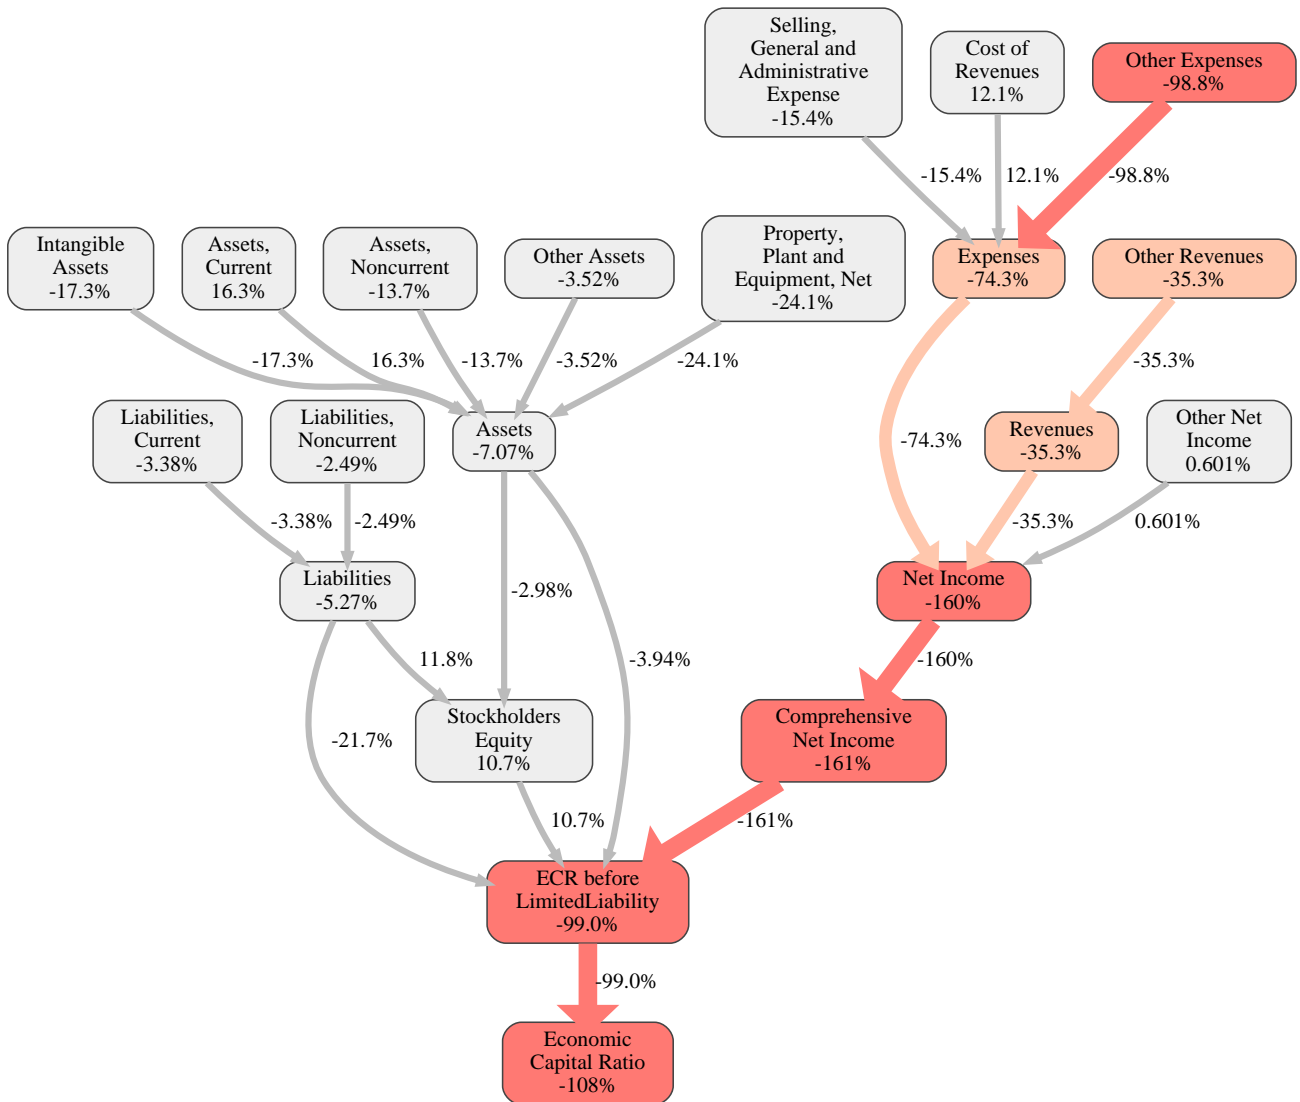 Selling,
General and
Administrative
Expense
-15.4%
Cost of
Revenues
12.1%
Other Expenses
-98.8%
-15.4%
12.1%
-98.8%
Intangible
Assets
-17.3%
Assets,
Current
16.3%
Assets,
Noncurrent
-13.7%
Other Assets
-3.52%
Property,
Plant and
Equipment, Net
-24.1%
Expenses
-74.3%
Other Revenues
-35.3%
-17.3%
16.3%
-13.7%
-3.52%
-24.1%
-35.3%
Liabilities,
Current
-3.38%
Liabilities,
Noncurrent
-2.49%
Assets
-7.07%
-74.3%
Revenues
-35.3%
Other Net
Income
0.601%
-3.38%
-2.49%
-35.3%
0.601%
Liabilities
-5.27%
-2.98%
Net Income
-160%
11.8%
-3.94%
-160%
-21.7%
Stockholders
Equity
10.7%
Comprehensive
Net Income
-161%
10.7%
-161%
ECR before
LimitedLiability
-99.0%
-99.0%
Economic
Capital Ratio
-108%